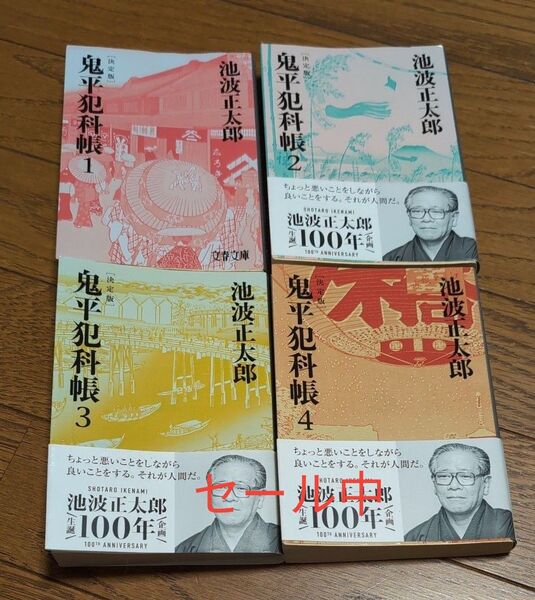 池波正太郎
［決定版］
鬼平犯科帳 1
文春文庫
池波正太郎
［決定版］
鬼平犯科帳 2
ちょっと悪いことをしながら
良いことをする。それが人間だ。
SHOTARO IKENAMI
池波正太郎
生誕100年企画
100TH ANNIVERSARY
池波正太郎
［決定版］
鬼平犯科帳 3
ちょっと悪いことをしながら
良いことをする。それが人間だ。
SHOTARO IKENAMI
池波正太郎
生誕100年企画
100TH ANNIVERSARY
池波正太郎
［決定版］
鬼平犯科帳 4
ちょっと悪いことをしながら
良いことをする。それが人間だ。
SHOTARO IKENAMI
池波正太郎
生誕100年企画
100TH ANNIVERSARY
セール中